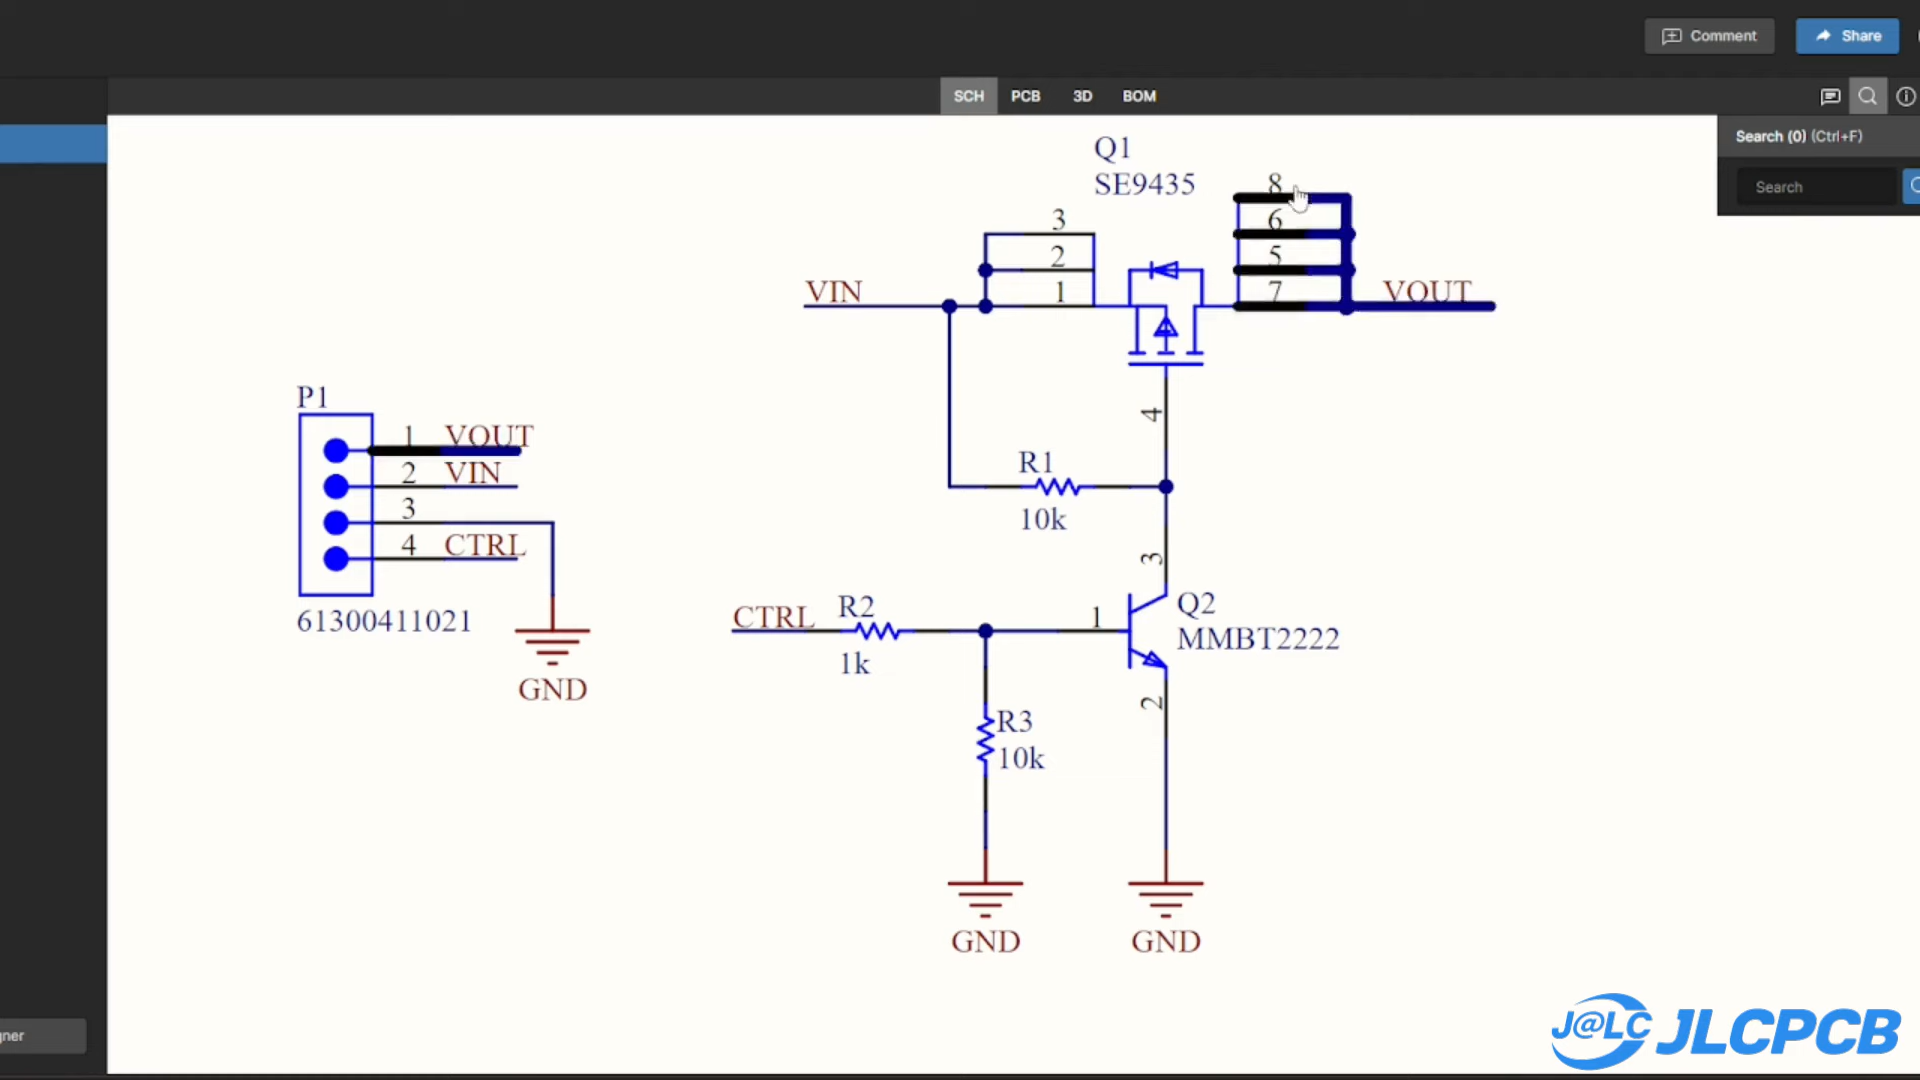 Comment
Share
SCH
PCB
3D
BOM
Search (0) (Ctrl+F)
Search
Q1
SE9435
8
3
6
2
5
VIN
1
7
VOUT
4
P1
1
VOUT
2
VIN
3
4
CTRL
61300411021
GND
R1
10k
3
CTRL
R2
1k
1
Q2
MMBT2222
2
R3
10k
GND
GND
gner
J@LC JLCPCB